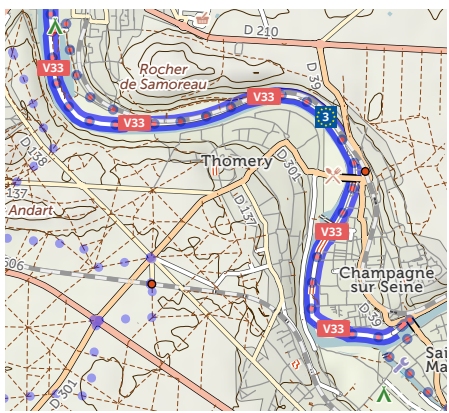 D 210
V33
Rocher
de Samoreau
D 39
V33
V33
3
D 138
Thomery
D 301
137
D 137
Andart
V33
606
Champagne
sur Seine
D 39
V33
Sai
Ma
D 301